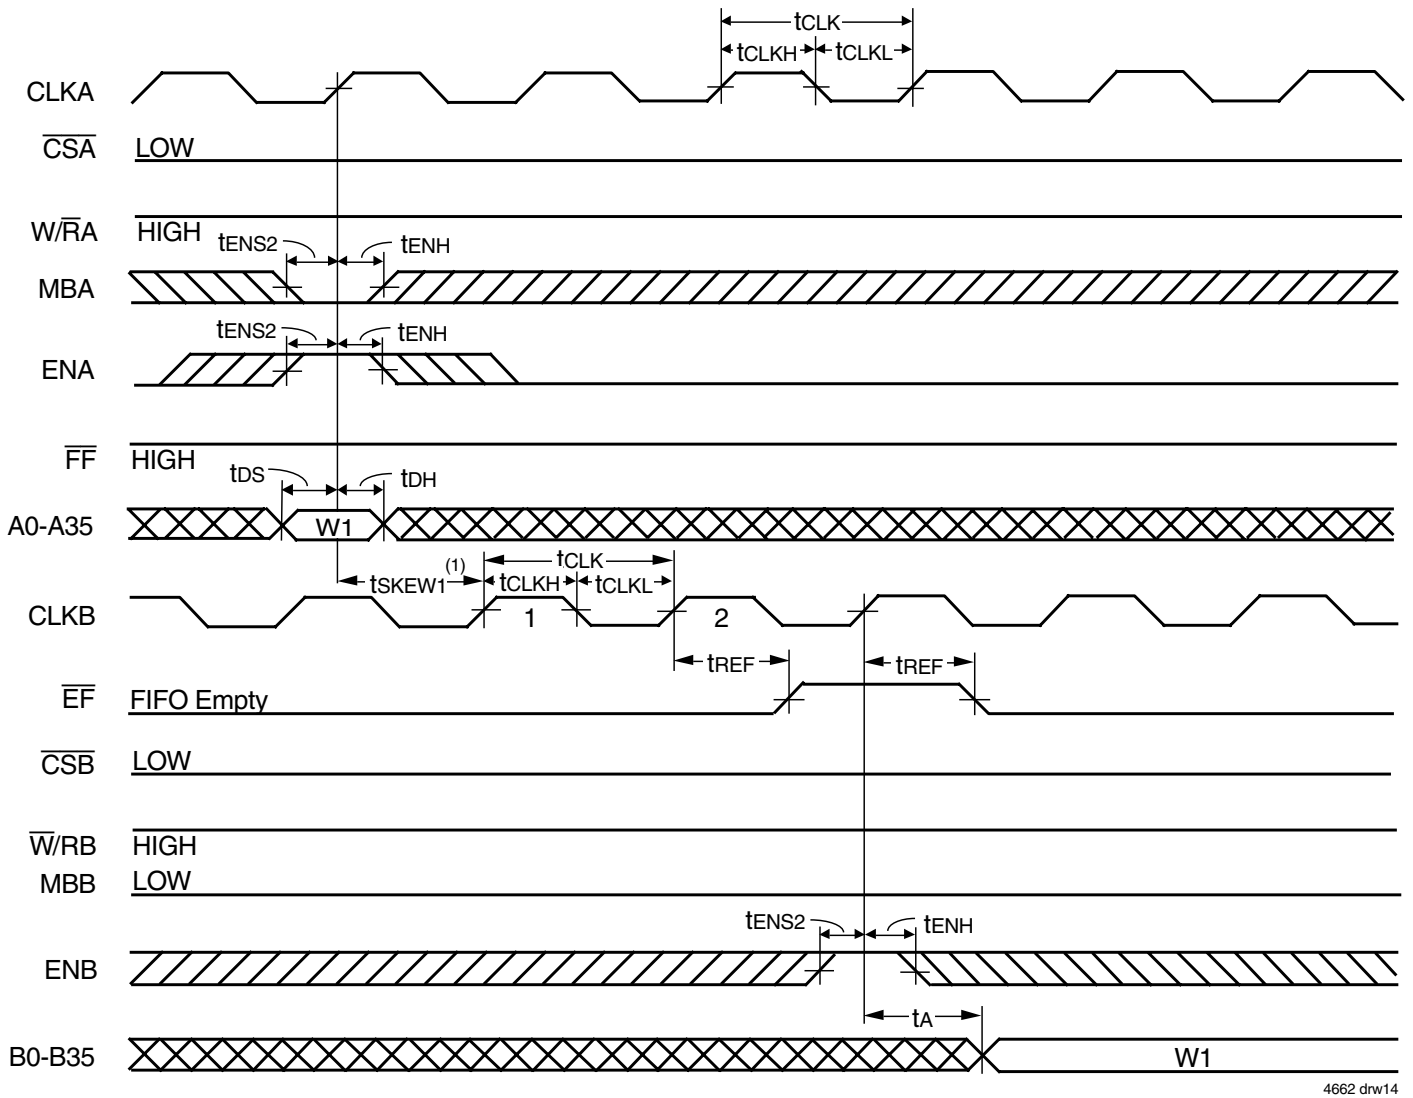 tCLK
tCLKH tCLKL
CLKA
CSA LOW
W/RA HIGH
tENS2 tENH
MBA
tENS2 tENH
ENA
FF HIGH
tDS tDH
A0-A35 W1
tSKEW1(1) tCLK
tCLKH tCLKL
CLKB 1 2
tREF tREF
EF FIFO Empty
CSB LOW
W/RB HIGH
MBB LOW
tENS2 tENH
ENB
tA
B0-B35 W1
4662 drw14